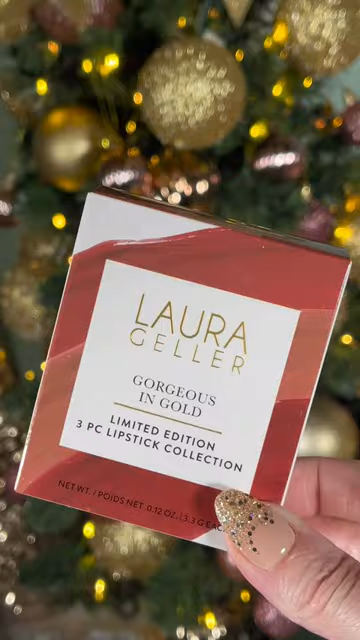 LAURA
GELLER
GORGEOUS
IN GOLD
LIMITED EDITION
3 PC LIPSTICK COLLECTION
NET WT. / POIDS NET 0.12 OZ. / 3.3 G